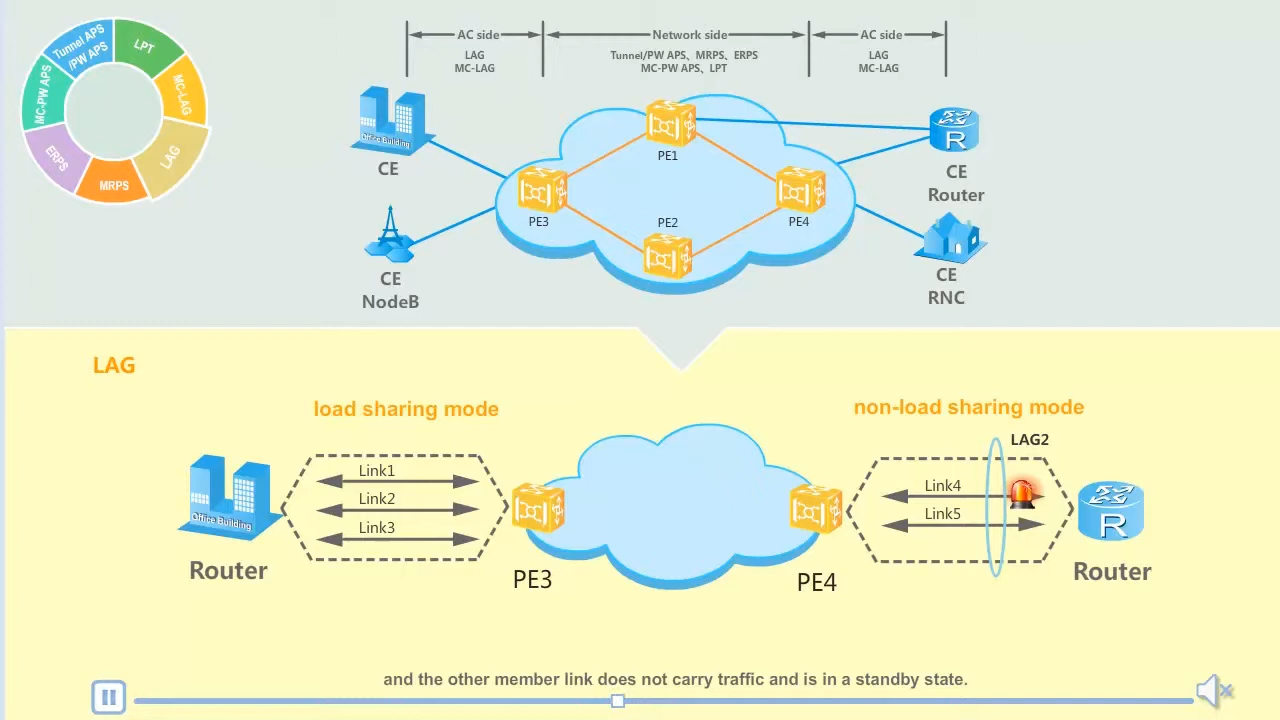 Tunnel APS
/PW APS
LPT
MC-LAG
LAG
MRPS
ERPS
MC-PW APS
AC side
Network side
AC side
LAG
MC-LAG
Tunnel/PW APS、MRPS、ERPS
MC-PW APS、LPT
LAG
MC-LAG
Office Building
CE
PE1
R
CE
Router
PE3
PE2
PE4
CE
NodeB
CE
RNC
LAG
load sharing mode
non-load sharing mode
LAG2
Link1
Link2
Link3
Link4
Link5
Office Building
R
Router
PE3
PE4
Router
and the other member link does not carry traffic and is in a standby state.